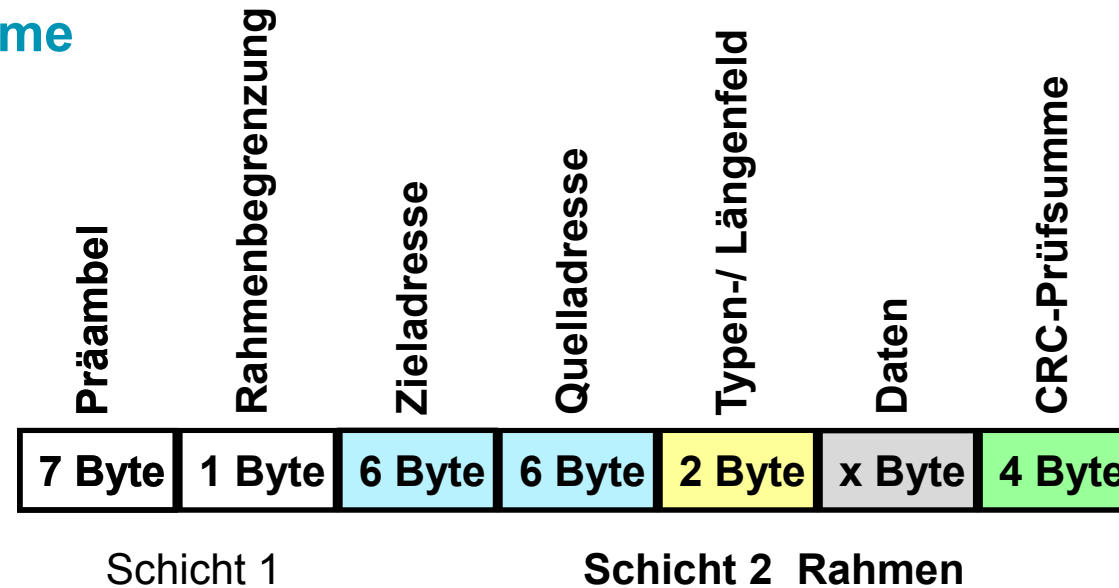 me
Präambel
Rahmenbegrenzung
Zieladresse
Quelladresse
Typen-/ Längenfeld
Daten
CRC-Prüfsumme
7 Byte 1 Byte 6 Byte 6 Byte 2 Byte x Byte 4 Byte
Schicht 1 Schicht 2 Rahmen